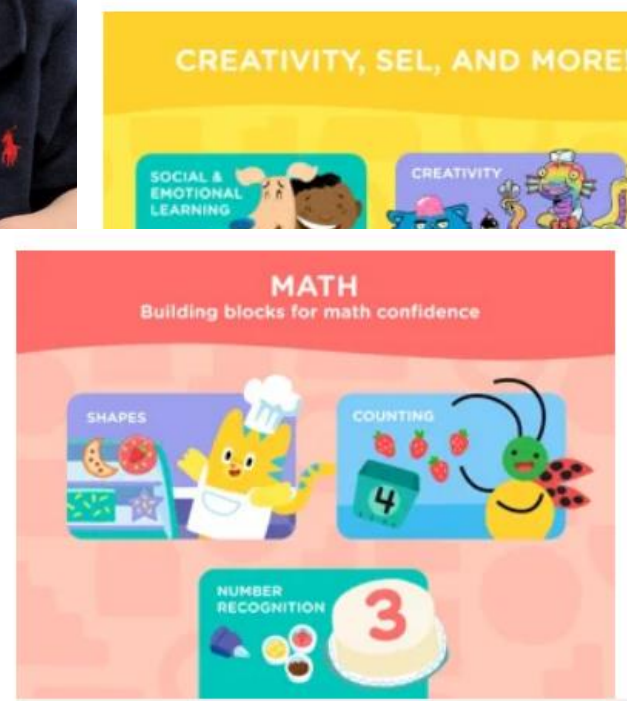 CREATIVITY, SEL, AND MORE!
SOCIAL &
EMOTIONAL
LEARNING
CREATIVITY
MATH
Building blocks for math confidence
SHAPES
COUNTING
4
NUMBER
RECOGNITION
3